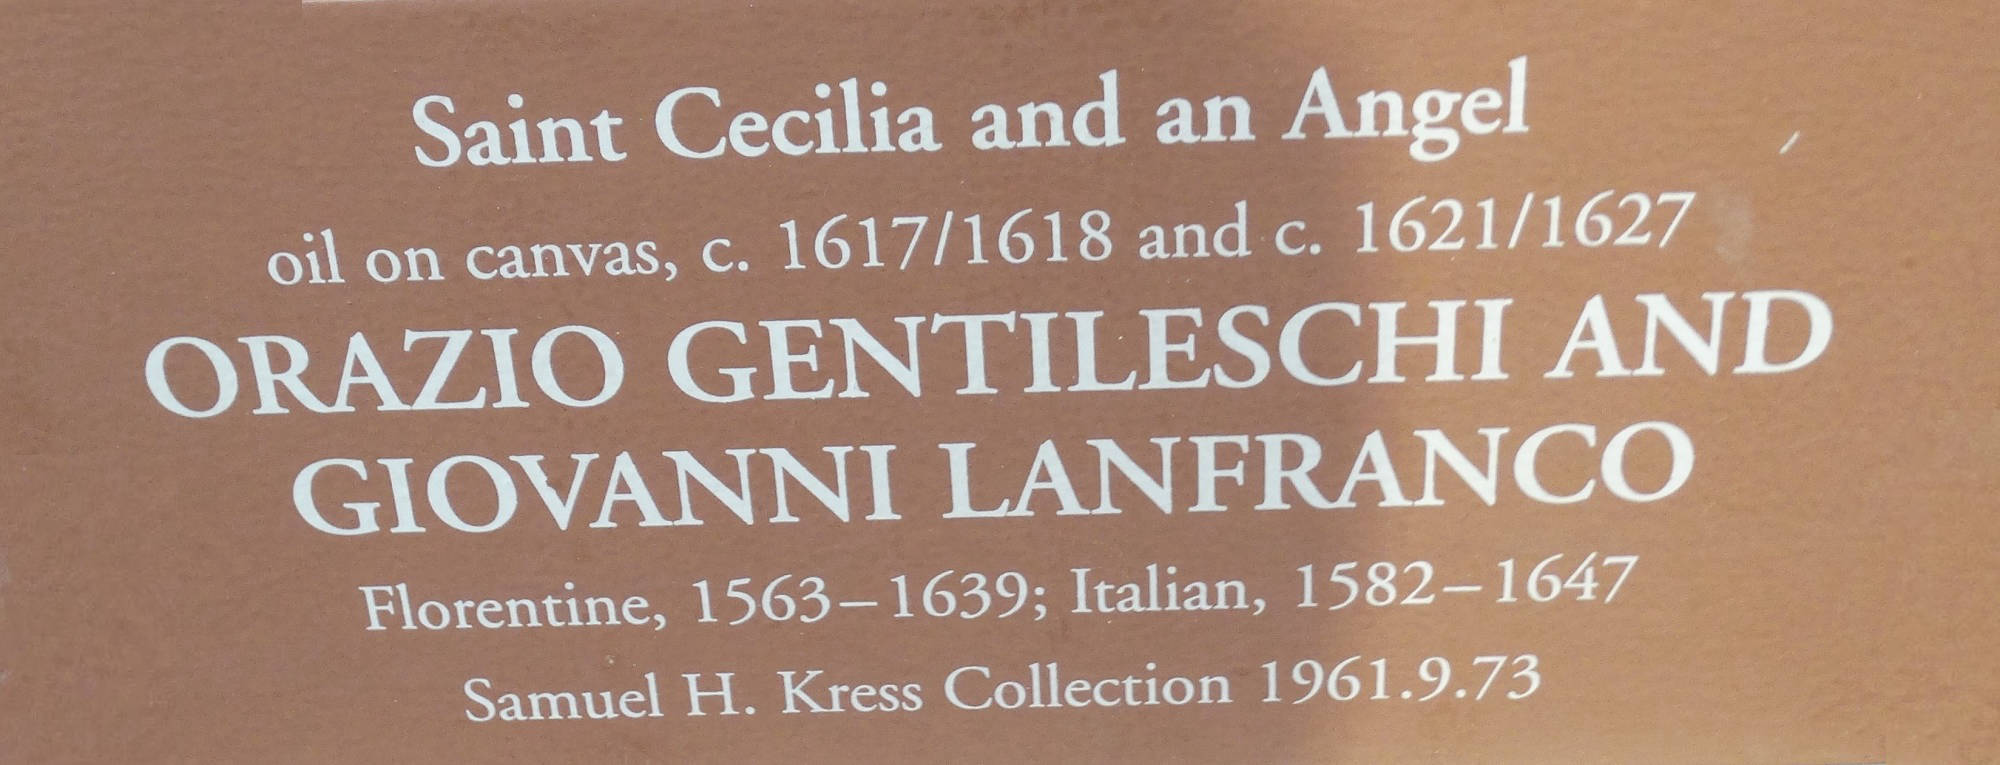 Saint Cecilia and an Angel
oil on canvas, c. 1617/1618 and c. 1621/1627
ORAZIO GENTILESCHI AND
GIOVANNI LANFRANCO
Florentine, 1563–1639; Italian, 1582–1647
Samuel H. Kress Collection 1961.9.73